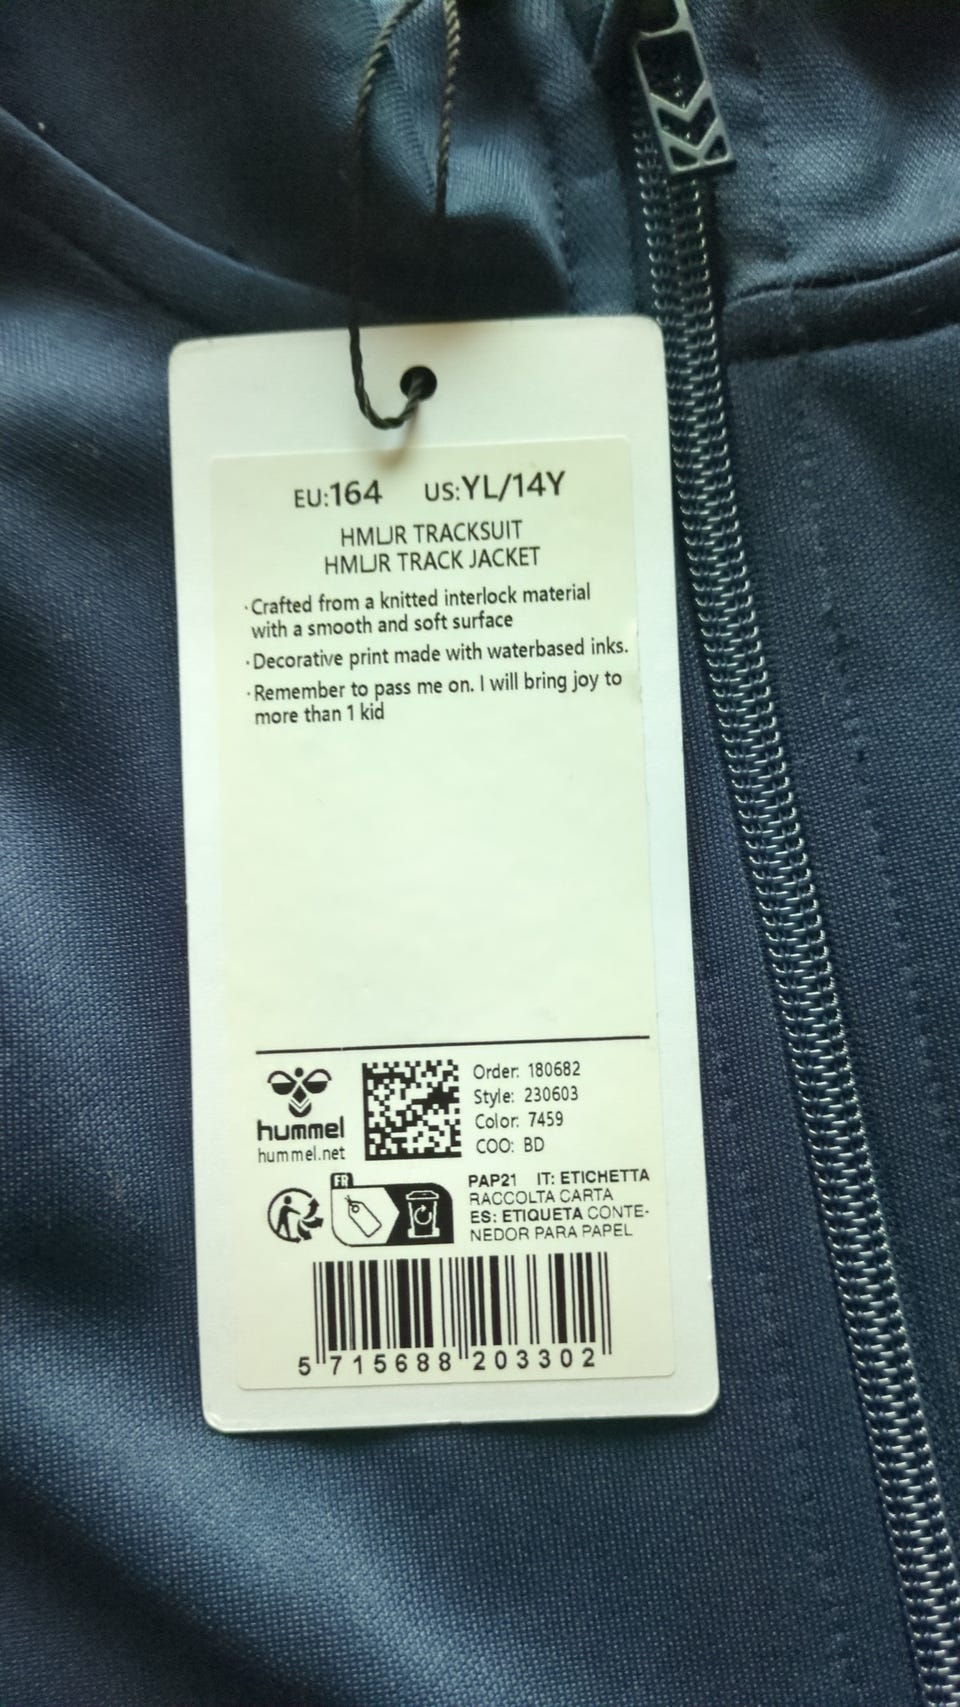 EU:164 US:YL/14Y
HMLJR TRACKSUIT
HMLJR TRACK JACKET
·Crafted from a knitted interlock material
with a smooth and soft surface
·Decorative print made with waterbased inks.
·Remember to pass me on. I will bring joy to
more than 1 kid
hummel
hummel.net
Order: 180682
Style: 230603
Color: 7459
COO: BD
FR
PAP21 IT: ETICHETTA
RACCOLTA CARTA
ES: ETIQUETA CONTE-
NEDOR PARA PAPEL
5 715688 203302